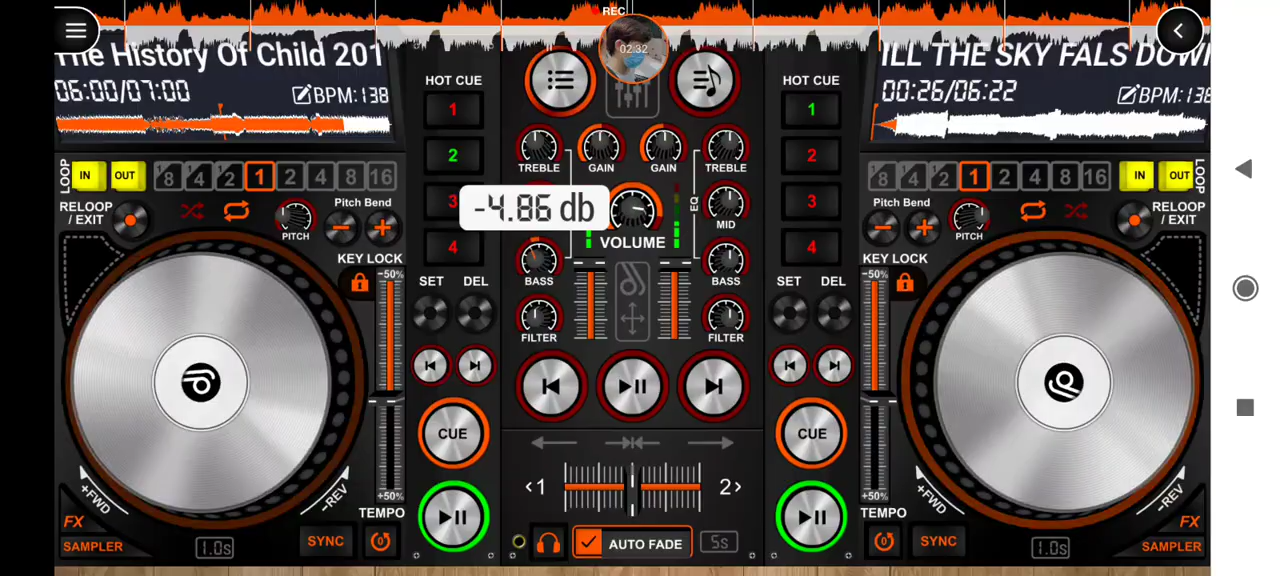 REC
02:32
The History Of Child 201
06:00/07:00
BPM:138
HOT CUE
1
2
3
4
SET
DEL
LOOP
IN
OUT
8
4
2
1
2
4
8
16
RELOOP
/ EXIT
PITCH
Pitch Bend
KEY LOCK
-50%
+50%
TEMPO
+FWD
-REV
FX
SAMPLER
1.0s
SYNC
CUE
TREBLE
GAIN
GAIN
TREBLE
-4.86 db
VOLUME
EQ
MID
BASS
BASS
FILTER
FILTER
<1
2>
AUTO FADE
5s
ILL THE SKY FALS DOW
00:26/06:22
BPM:138
HOT CUE
1
2
3
4
SET
DEL
8
4
2
1
2
4
8
16
IN
OUT
LOOP
Pitch Bend
PITCH
RELOOP
/ EXIT
KEY LOCK
-50%
+50%
TEMPO
CUE
+FWD
-REV
SYNC
1.0s
FX
SAMPLER